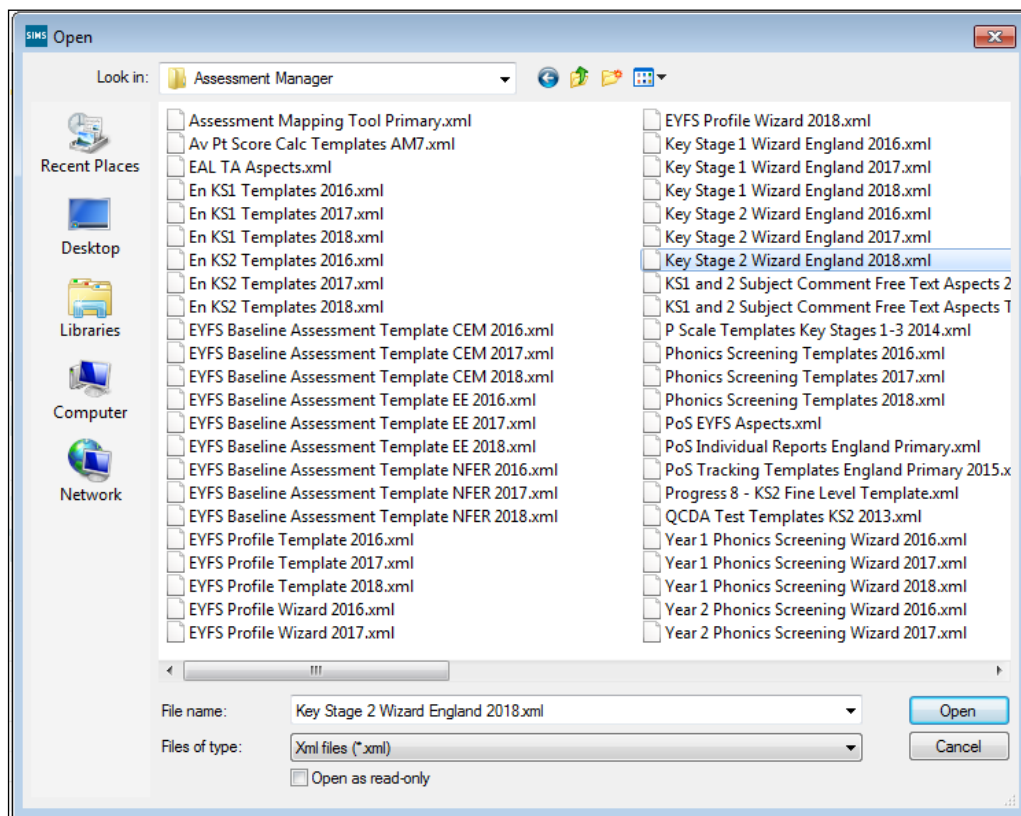 SIMS Open
Look in: Assessment Manager
Recent Places
Desktop
Libraries
Computer
Network
Assessment Mapping Tool Primary.xml
Av Pt Score Calc Templates AM7.xml
EAL TA Aspects.xml
En KS1 Templates 2016.xml
En KS1 Templates 2017.xml
En KS1 Templates 2018.xml
En KS2 Templates 2016.xml
En KS2 Templates 2017.xml
En KS2 Templates 2018.xml
EYFS Baseline Assessment Template CEM 2016.xml
EYFS Baseline Assessment Template CEM 2017.xml
EYFS Baseline Assessment Template CEM 2018.xml
EYFS Baseline Assessment Template EE 2016.xml
EYFS Baseline Assessment Template EE 2017.xml
EYFS Baseline Assessment Template EE 2018.xml
EYFS Baseline Assessment Template NFER 2016.xml
EYFS Baseline Assessment Template NFER 2017.xml
EYFS Baseline Assessment Template NFER 2018.xml
EYFS Profile Template 2016.xml
EYFS Profile Template 2017.xml
EYFS Profile Template 2018.xml
EYFS Profile Wizard 2016.xml
EYFS Profile Wizard 2017.xml
EYFS Profile Wizard 2018.xml
Key Stage 1 Wizard England 2016.xml
Key Stage 1 Wizard England 2017.xml
Key Stage 1 Wizard England 2018.xml
Key Stage 2 Wizard England 2016.xml
Key Stage 2 Wizard England 2017.xml
Key Stage 2 Wizard England 2018.xml
KS1 and 2 Subject Comment Free Text Aspects 2
KS1 and 2 Subject Comment Free Text Aspects T
P Scale Templates Key Stages 1-3 2014.xml
Phonics Screening Templates 2016.xml
Phonics Screening Templates 2017.xml
Phonics Screening Templates 2018.xml
PoS EYFS Aspects.xml
PoS Individual Reports England Primary.xml
PoS Tracking Templates England Primary 2015.x
Progress 8 - KS2 Fine Level Template.xml
QCDA Test Templates KS2 2013.xml
Year 1 Phonics Screening Wizard 2016.xml
Year 1 Phonics Screening Wizard 2017.xml
Year 1 Phonics Screening Wizard 2018.xml
Year 2 Phonics Screening Wizard 2016.xml
Year 2 Phonics Screening Wizard 2017.xml
File name: Key Stage 2 Wizard England 2018.xml Open
Files of type: Xml files (*.xml) Cancel
Open as read-only